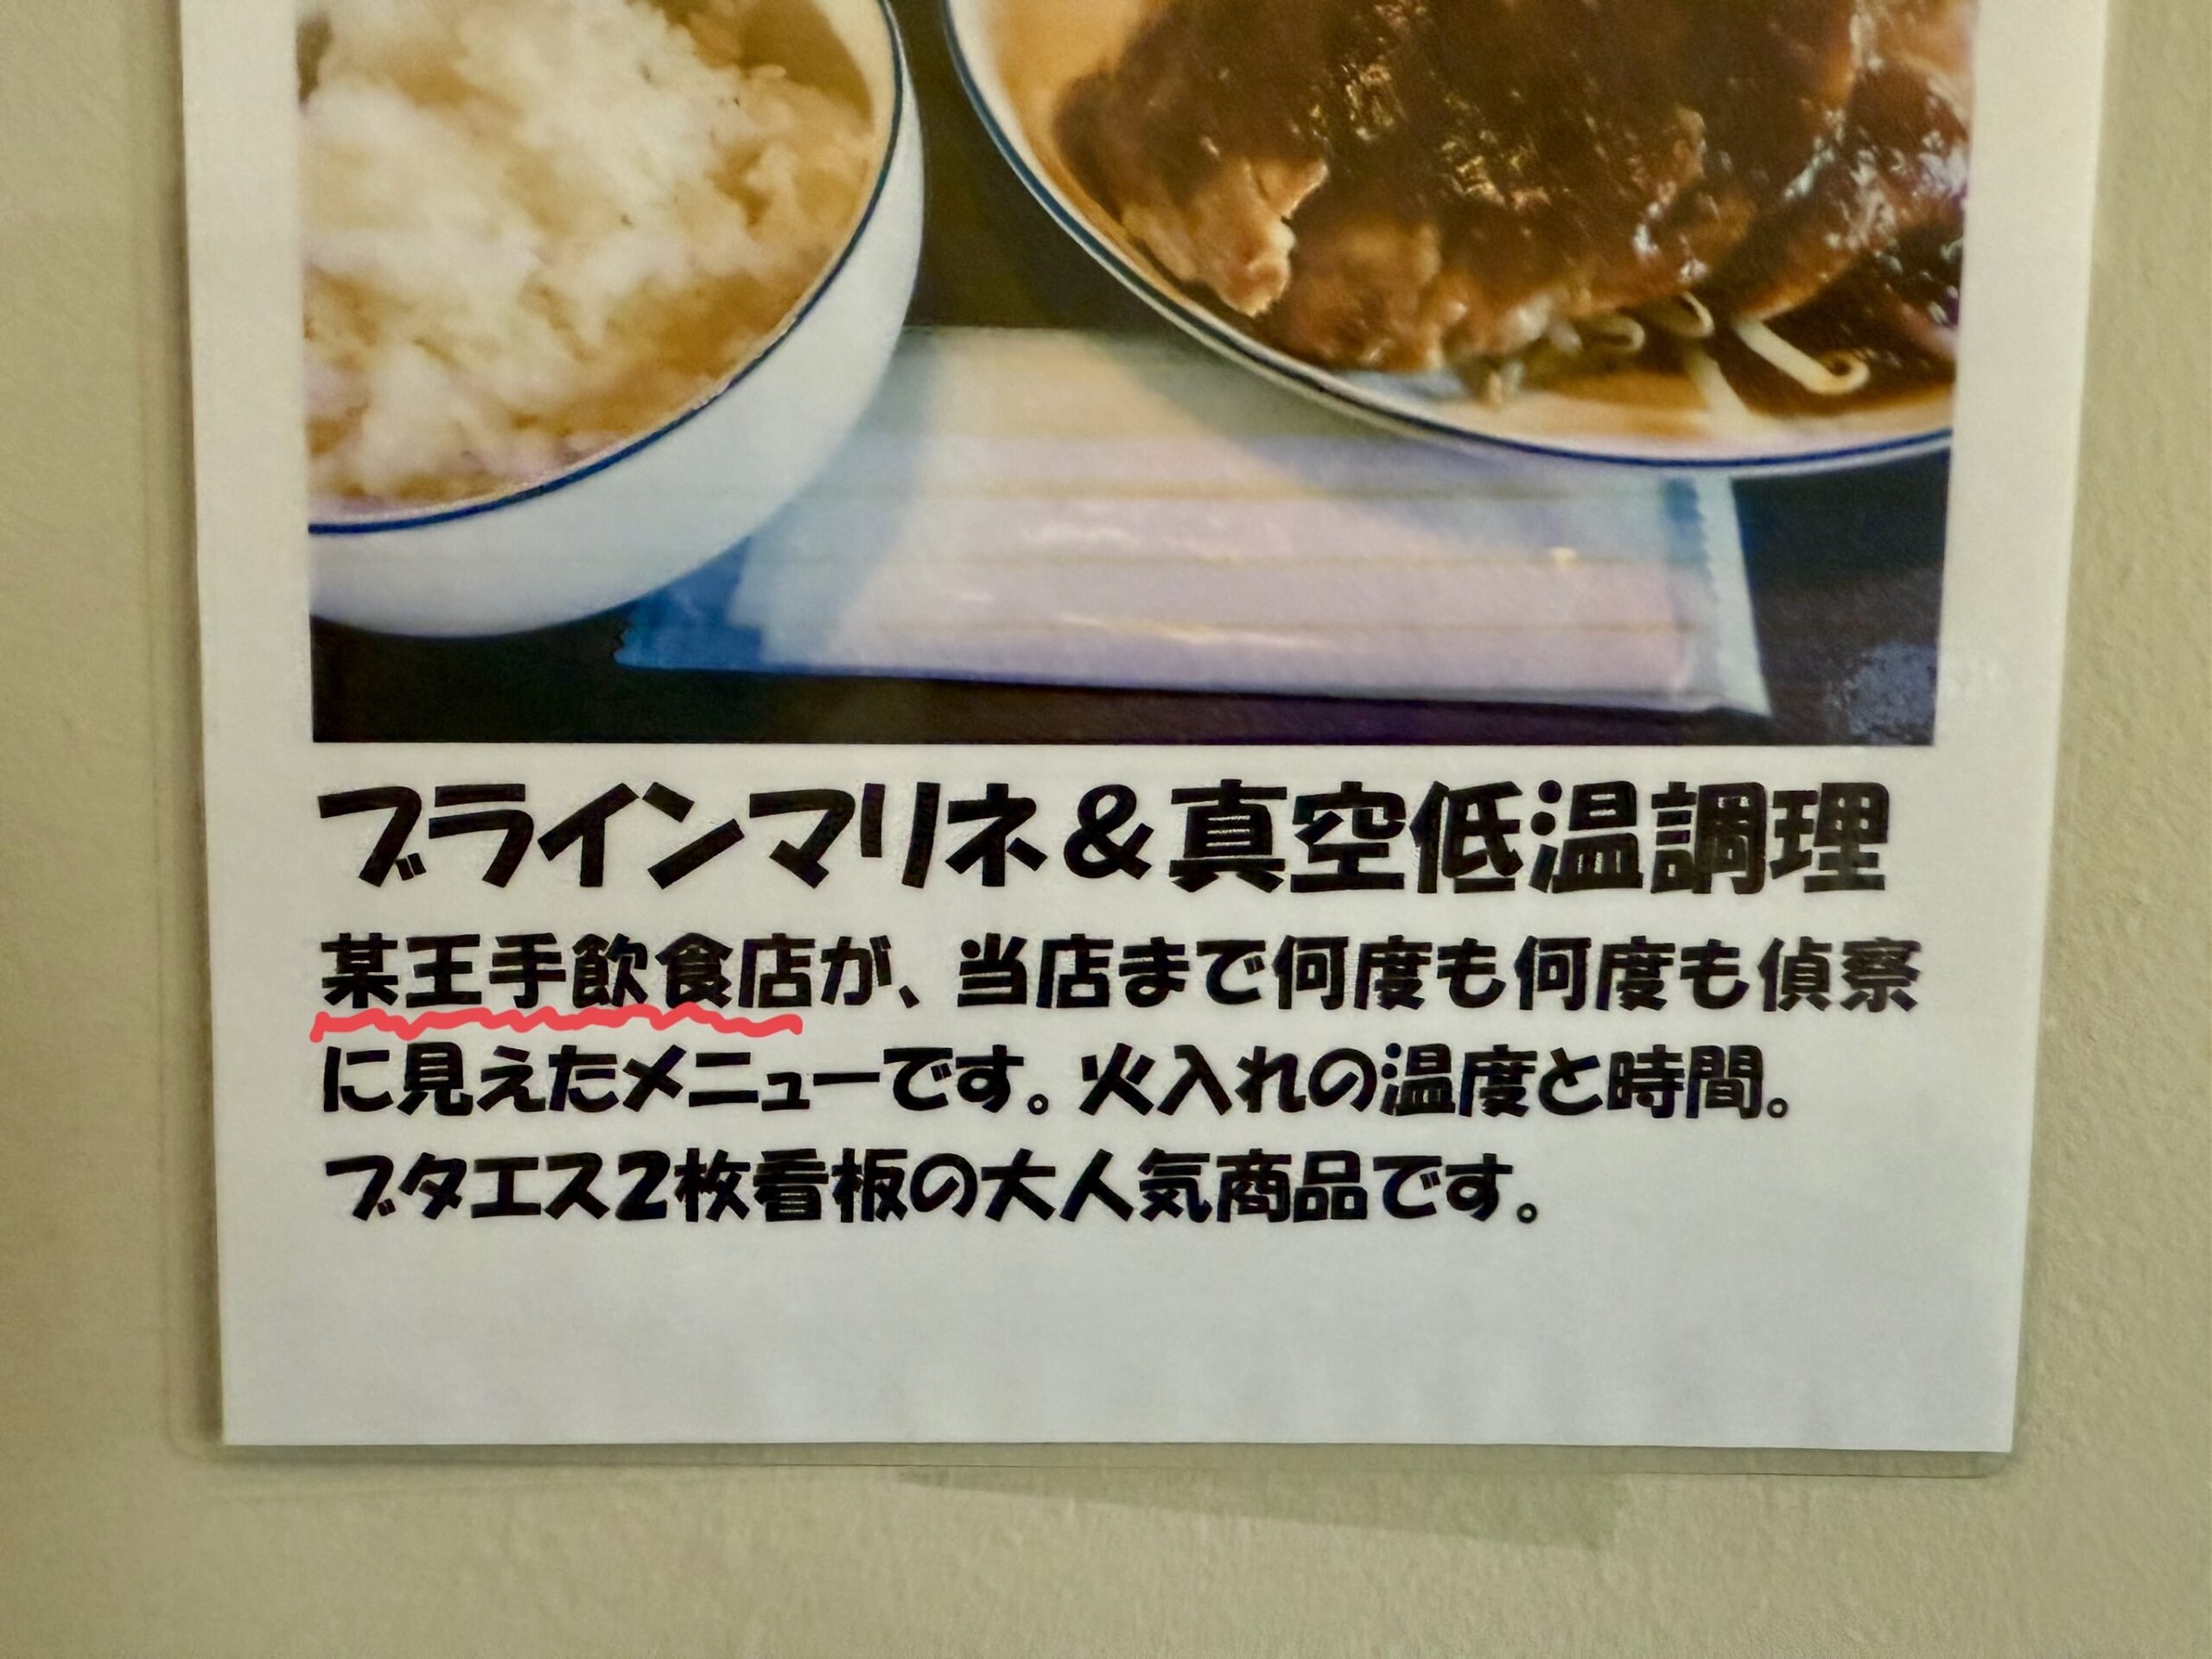 ブラインマリネ&真空低温調理
某王手飲食店が、当店まで何度も何度も偵察
に見えたメニューです。火入れの温度と時間。
ブタエス2枚看板の大人気商品です。